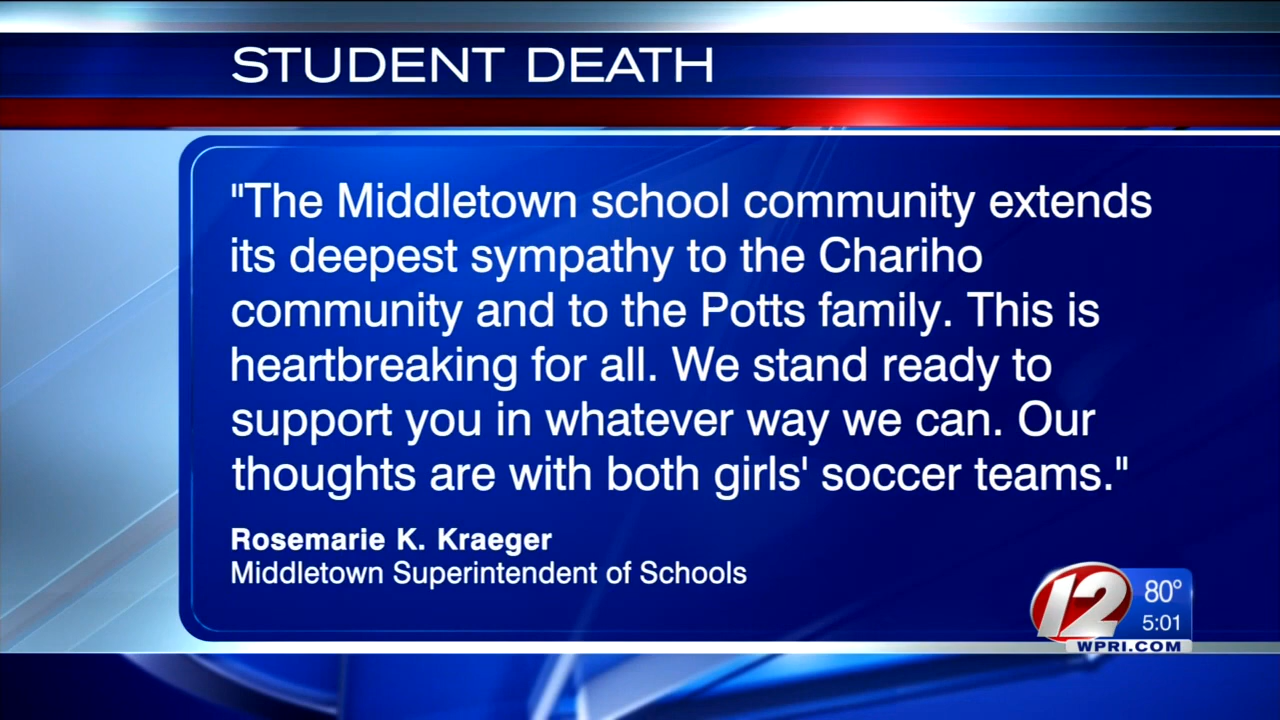 STUDENT DEATH
"The Middletown school community extends
its deepest sympathy to the Chariho
community and to the Potts family. This is
heartbreaking for all. We stand ready to
support you in whatever way we can. Our
thoughts are with both girls' soccer teams."
Rosemarie K. Kraeger
Middletown Superintendent of Schools
12
80°
5:01
WPRI.COM